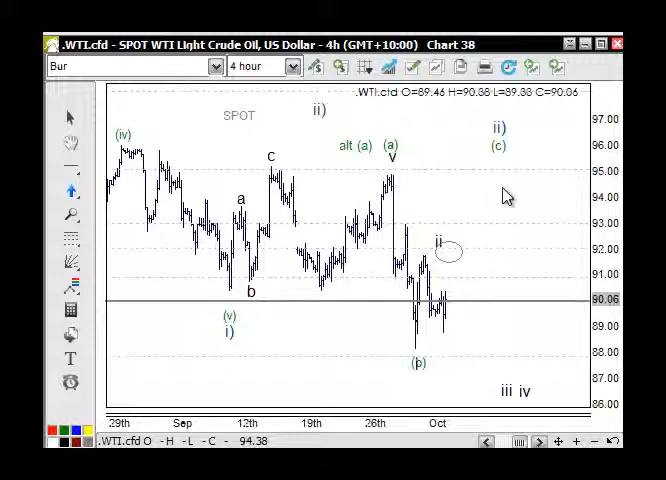 .WTI.cfd - SPOT WTI Light Crude Oil, US Dollar - 4h (GMT+10:00) Chart 38
Bur 4 hour
.WTI.cfd O=89.46 H=90.38 L=89.33 C=90.06
SPOT ii)
97.00
(iv) ii)
alt (a) (a) (c)
96.00
c v
95.00
a
94.00
93.00
ii
92.00
91.00
b
90.06
(v)
i)
89.00
88.00
(b)
87.00
iii iv
86.00
29th Sep 12th 19th 26th Oct
T
.WTI.cfd O -H -L -C - 94.38